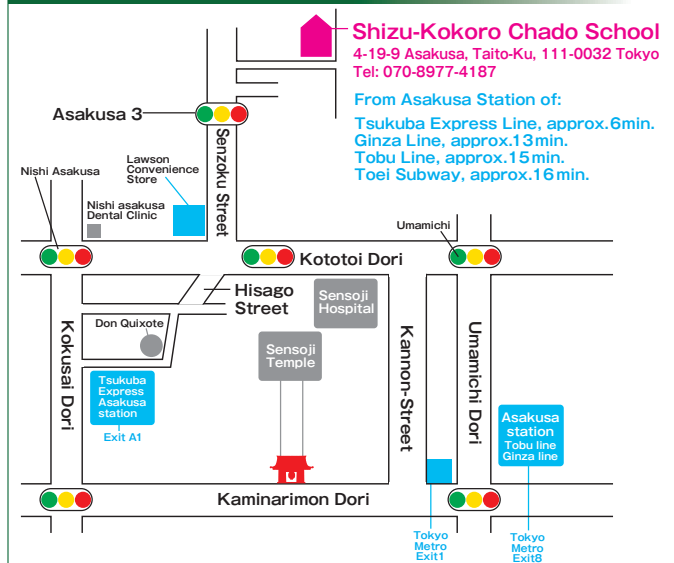 Shizu-Kokoro Chado School
4-19-9 Asakusa, Taito-Ku, 111-0032 Tokyo
Tel: 070-8977-4187
From Asakusa Station of:
Tsukuba Express Line, approx.6min.
Ginza Line, approx.13min.
Tobu Line, approx.15min.
Toei Subway, approx.16min.
Asakusa 3
Senzoku Street
Lawson
Convenience
Store
Nishi Asakusa
Nishi asakusa
Dental Clinic
Umamichi
Kototoi Dori
Hisago
Street
Sensoji
Hospital
Don Quixote
Kokusai Dori
Sensoji
Temple
Kannon-Street
Umamichi Dori
Tsukuba
Express
Asakusa
station
Exit A1
Asakusa
station
Tobu line
Ginza line
Kaminarimon Dori
Tokyo
Metro
Exit1
Tokyo
Metro
Exit8